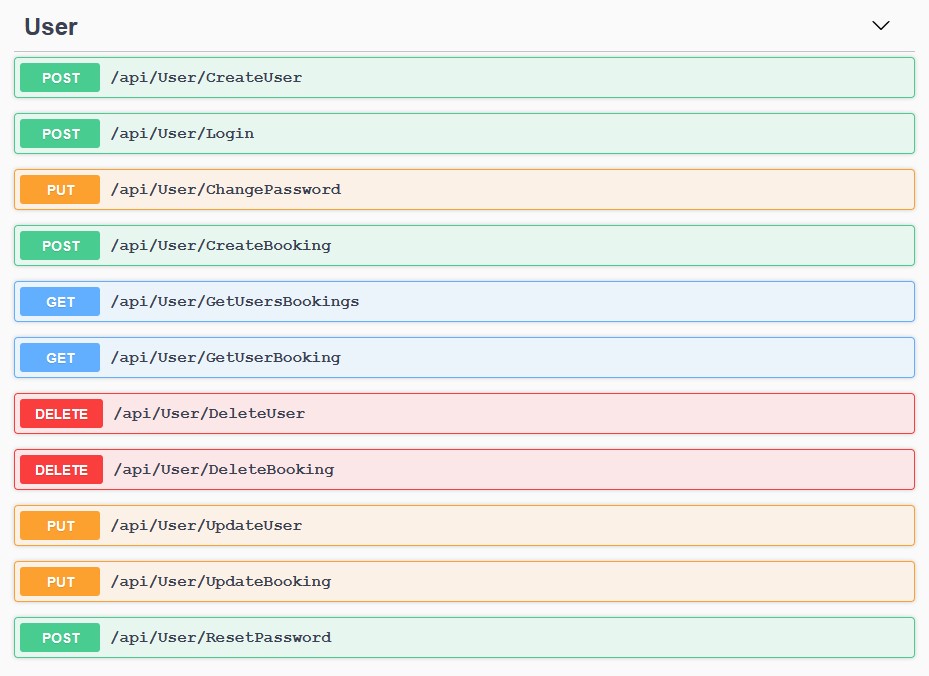 User
POST /api/User/CreateUser
POST /api/User/Login
PUT /api/User/ChangePassword
POST /api/User/CreateBooking
GET /api/User/GetUsersBookings
GET /api/User/GetUserBooking
DELETE /api/User/DeleteUser
DELETE /api/User/DeleteBooking
PUT /api/User/UpdateUser
PUT /api/User/UpdateBooking
POST /api/User/ResetPassword